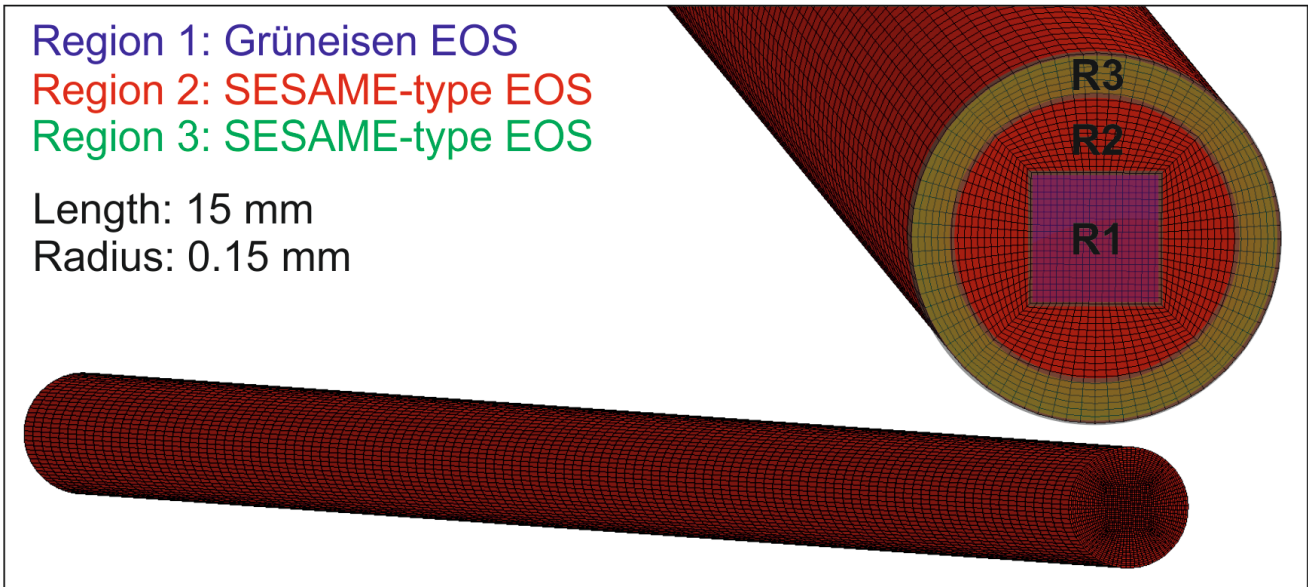 Region 1: Grüneisen EOS
Region 2: SESAME-type EOS
Region 3: SESAME-type EOS
Length: 15 mm
Radius: 0.15 mm
R3
R2
R1